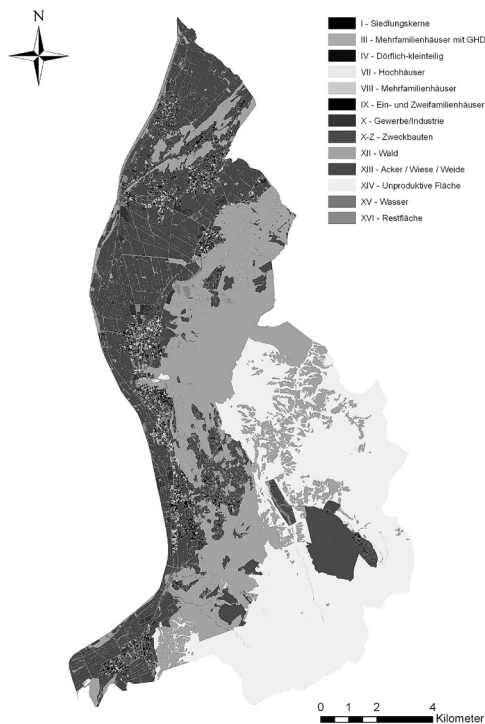 N
I - Siedlungskerne
III - Mehrfamilienhäuser mit GHD
IV - Dörflich-kleinteilig
VII - Hochhäuser
VIII - Mehrfamilienhäuser
IX - Ein- und Zweifamilienhäuser
X - Gewerbe/Industrie
X-Z - Zweckbauten
XII - Wald
XIII - Acker / Wiese / Weide
XIV - Unproduktive Fläche
XV - Wasser
XVI - Restfläche
0 1 2 4
Kilometer